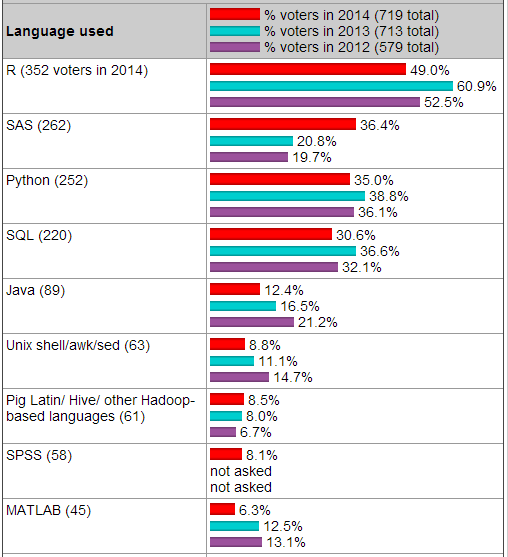 Language used
% voters in 2014 (719 total)
% voters in 2013 (713 total)
% voters in 2012 (579 total)
R (352 voters in 2014)
49.0%
60.9%
52.5%
SAS (262)
36.4%
20.8%
19.7%
Python (252)
35.0%
38.8%
36.1%
SQL (220)
30.6%
36.6%
32.1%
Java (89)
12.4%
16.5%
21.2%
Unix shell/awk/sed (63)
8.8%
11.1%
14.7%
Pig Latin/ Hive/ other Hadoop-
based languages (61)
8.5%
8.0%
6.7%
SPSS (58)
8.1%
not asked
not asked
MATLAB (45)
6.3%
12.5%
13.1%